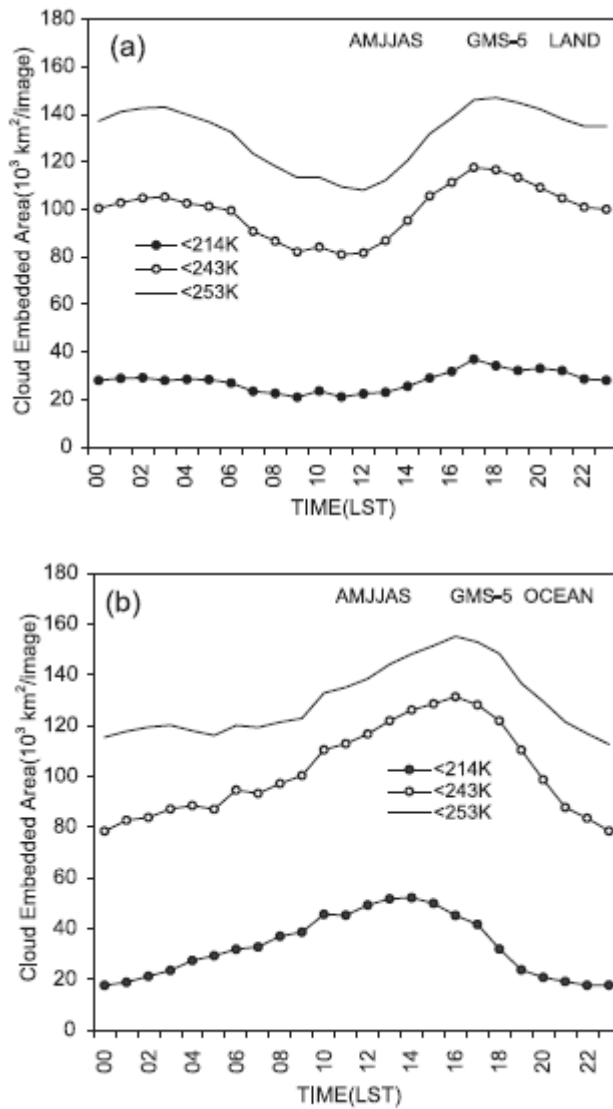 (a) AMJJAS GMS-5 LAND
Cloud Embedded Area(10³ km²/image)
180
160
140
120
100
80
60
40
20
0
<214K
<243K
<253K
00 02 04 06 08 10 12 14 16 18 20 22
TIME(LST)
(b) AMJJAS GMS-5 OCEAN
Cloud Embedded Area(10³ km²/image)
180
160
140
120
100
80
60
40
20
0
<214K
<243K
<253K
00 02 04 06 08 10 12 14 16 18 20 22
TIME(LST)